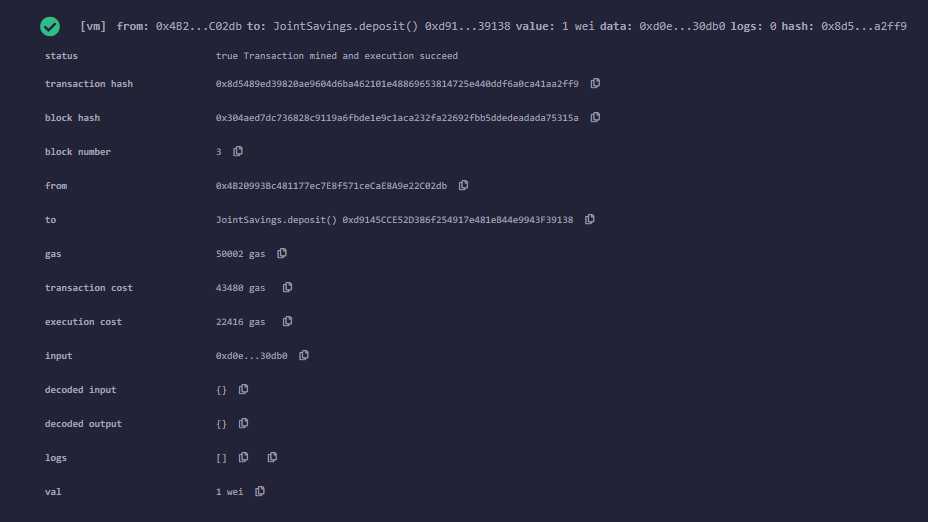 [vm] from: 0x4B2...C02db to: JointSavings.deposit() 0xd91...39138 value: 1 wei data: 0xd0e...30db0 logs: 0 hash: 0x8d5...a2ff9
status true Transaction mined and execution succeed
transaction hash 0x8d5489ed39820ae9604d6ba462101e48869653814725e440ddf6a0ca41aa2ff9
block hash 0x304aed7dc736828c9119a6fbde1e9c1aca232fa22692fbb5ddedeadada75315a
block number 3
from 0x4B20993Bc481177ec7E8f571ceCaE8A9e22C02db
to JointSavings.deposit() 0xd9145CCE52D386f254917e481eB44e9943F39138
gas 50002 gas
transaction cost 43480 gas
execution cost 22416 gas
input 0xd0e...30db0
decoded input {}
decoded output {}
logs []
val 1 wei